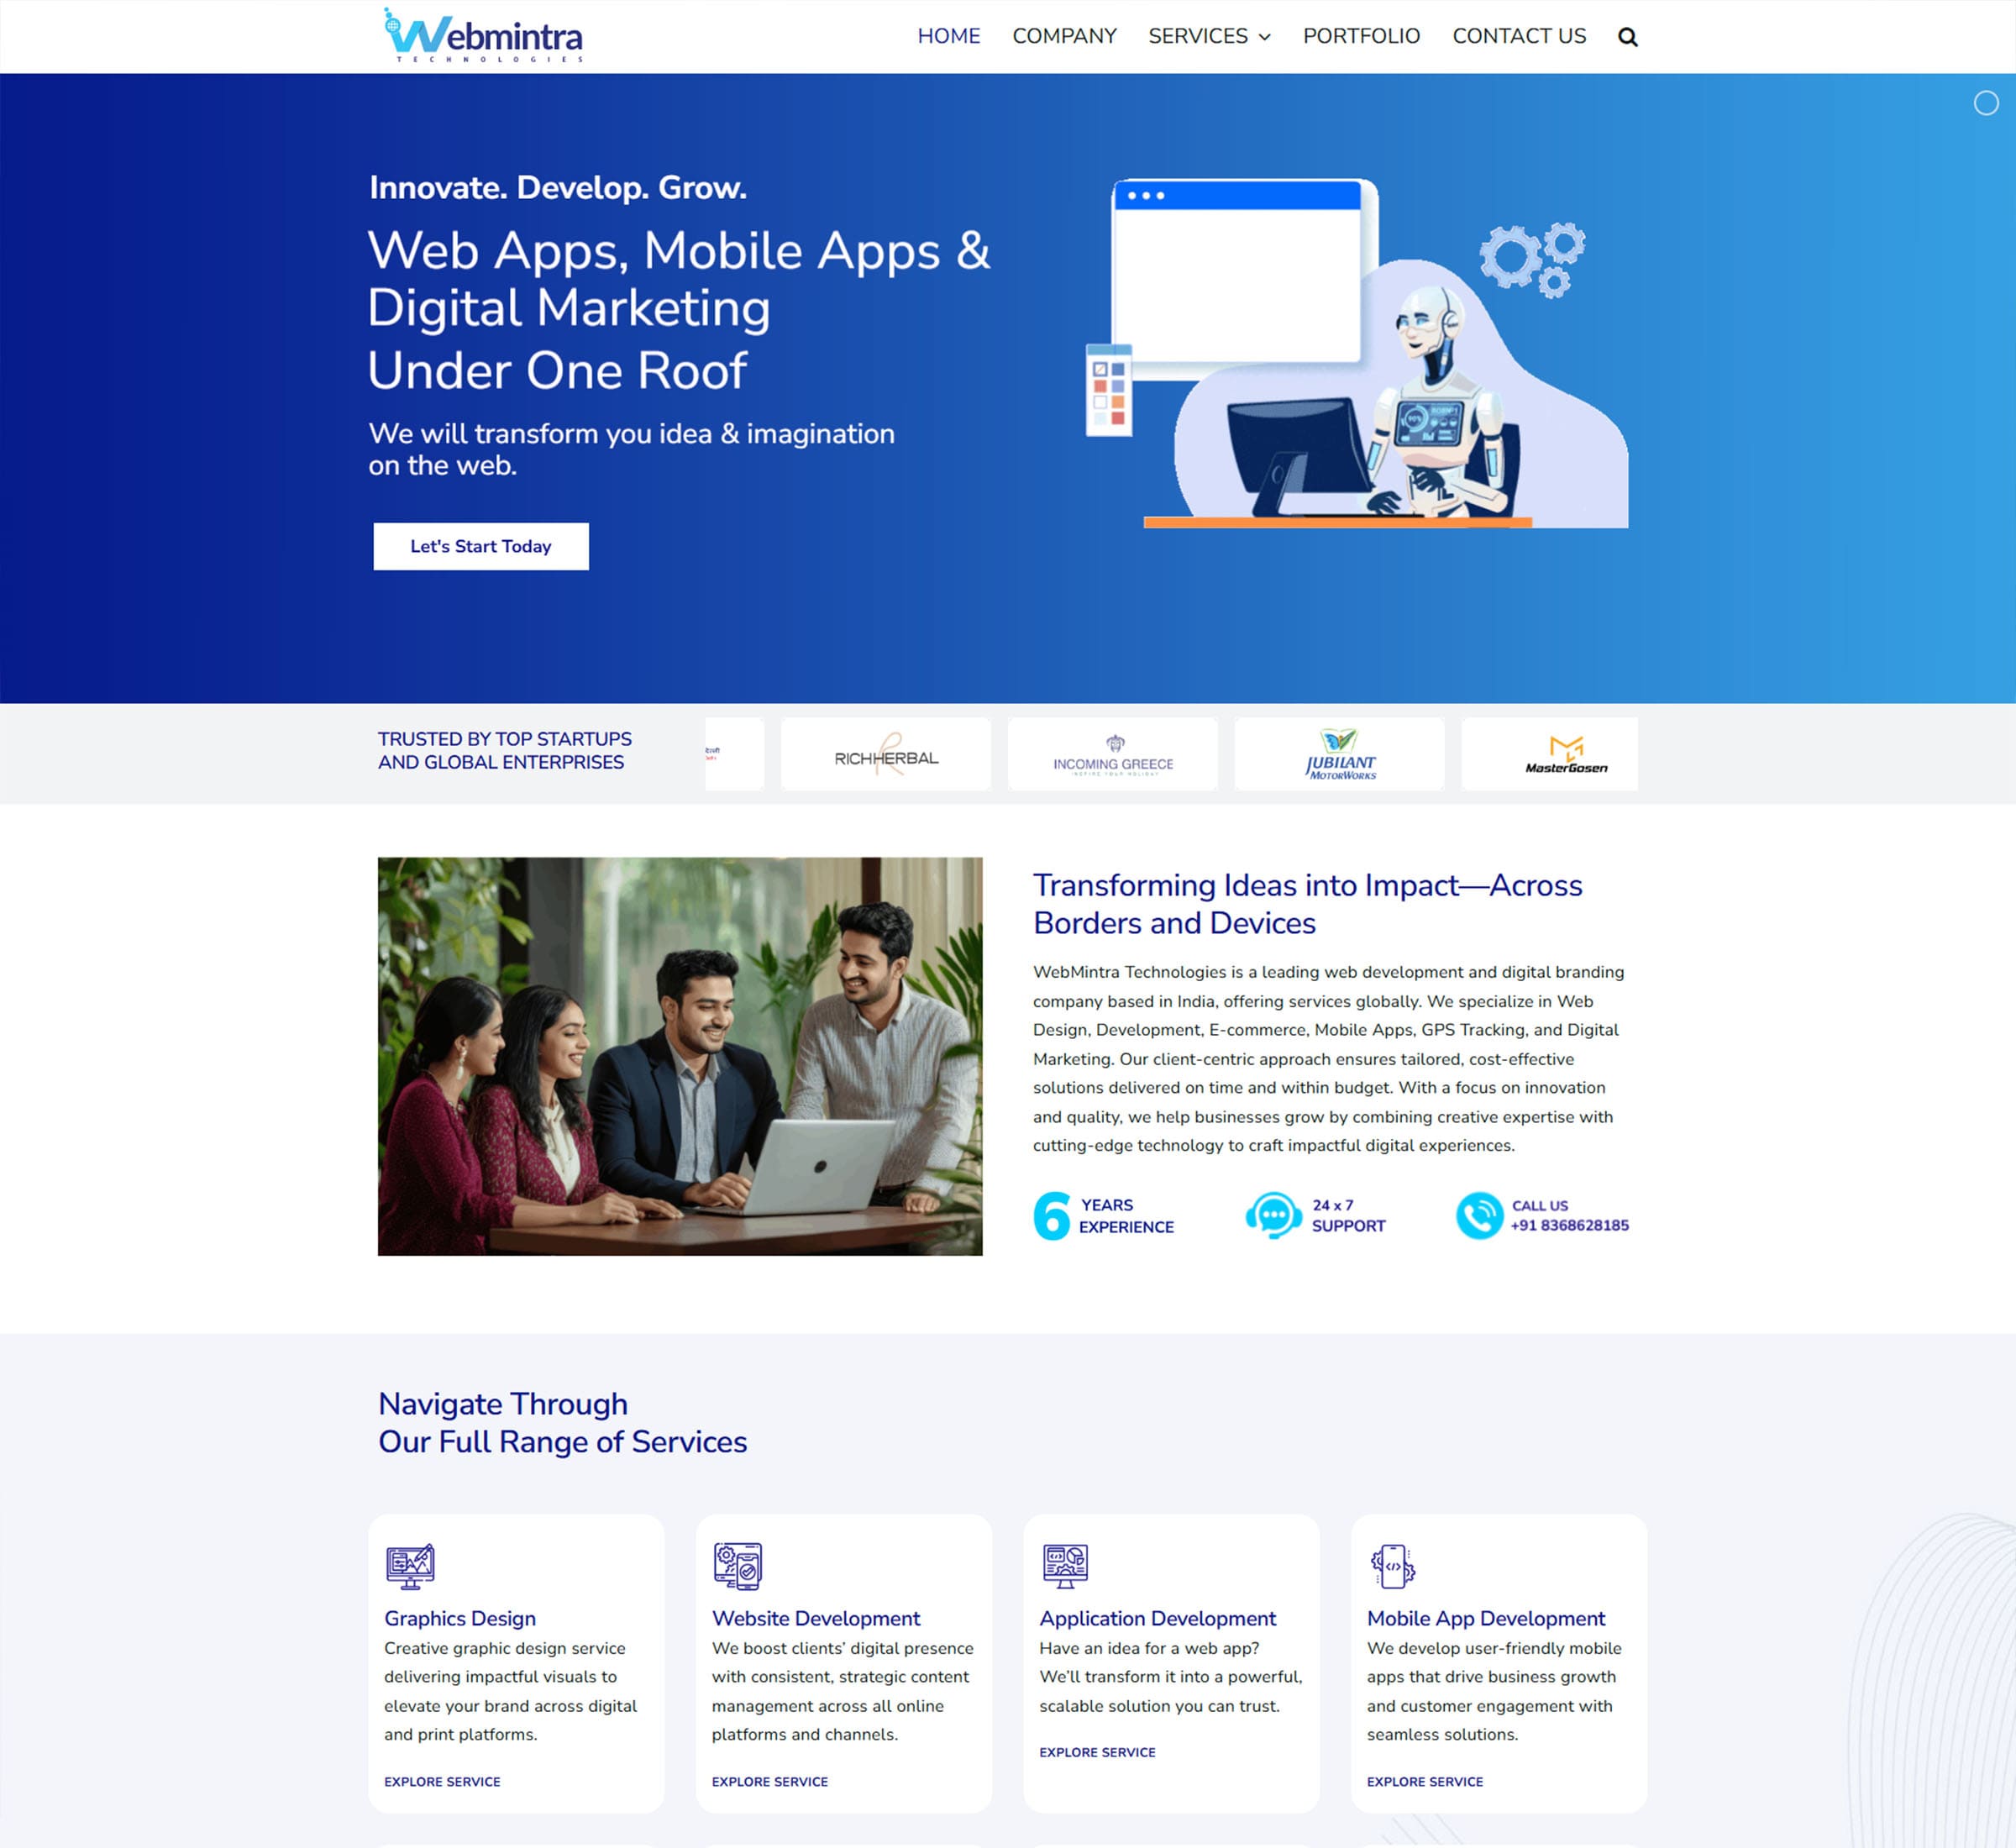 Webmintra
TECHNOLOGIES
HOME COMPANY SERVICES PORTFOLIO CONTACT US
Innovate. Develop. Grow.
Web Apps, Mobile Apps &
Digital Marketing
Under One Roof
We will transform you idea & imagination
on the web.
Let's Start Today
TRUSTED BY TOP STARTUPS
AND GLOBAL ENTERPRISES
RICHHERBAL
INCOMING GREECE
INSPIRE YOUR HOLIDAY
JUBILANT
MOTORWORKS
MasterGosen
Transforming Ideas into Impact—Across
Borders and Devices
WebMintra Technologies is a leading web development and digital branding
company based in India, offering services globally. We specialize in Web
Design, Development, E-commerce, Mobile Apps, GPS Tracking, and Digital
Marketing. Our client-centric approach ensures tailored, cost-effective
solutions delivered on time and within budget. With a focus on innovation
and quality, we help businesses grow by combining creative expertise with
cutting-edge technology to craft impactful digital experiences.
6 YEARS
EXPERIENCE
24 x 7
SUPPORT
CALL US
+91 8368628185
Navigate Through
Our Full Range of Services
Graphics Design
Creative graphic design service
delivering impactful visuals to
elevate your brand across digital
and print platforms.
EXPLORE SERVICE
Website Development
We boost clients’ digital presence
with consistent, strategic content
management across all online
platforms and channels.
EXPLORE SERVICE
Application Development
Have an idea for a web app?
We’ll transform it into a powerful,
scalable solution you can trust.
EXPLORE SERVICE
Mobile App Development
We develop user-friendly mobile
apps that drive business growth
and customer engagement with
seamless solutions.
EXPLORE SERVICE